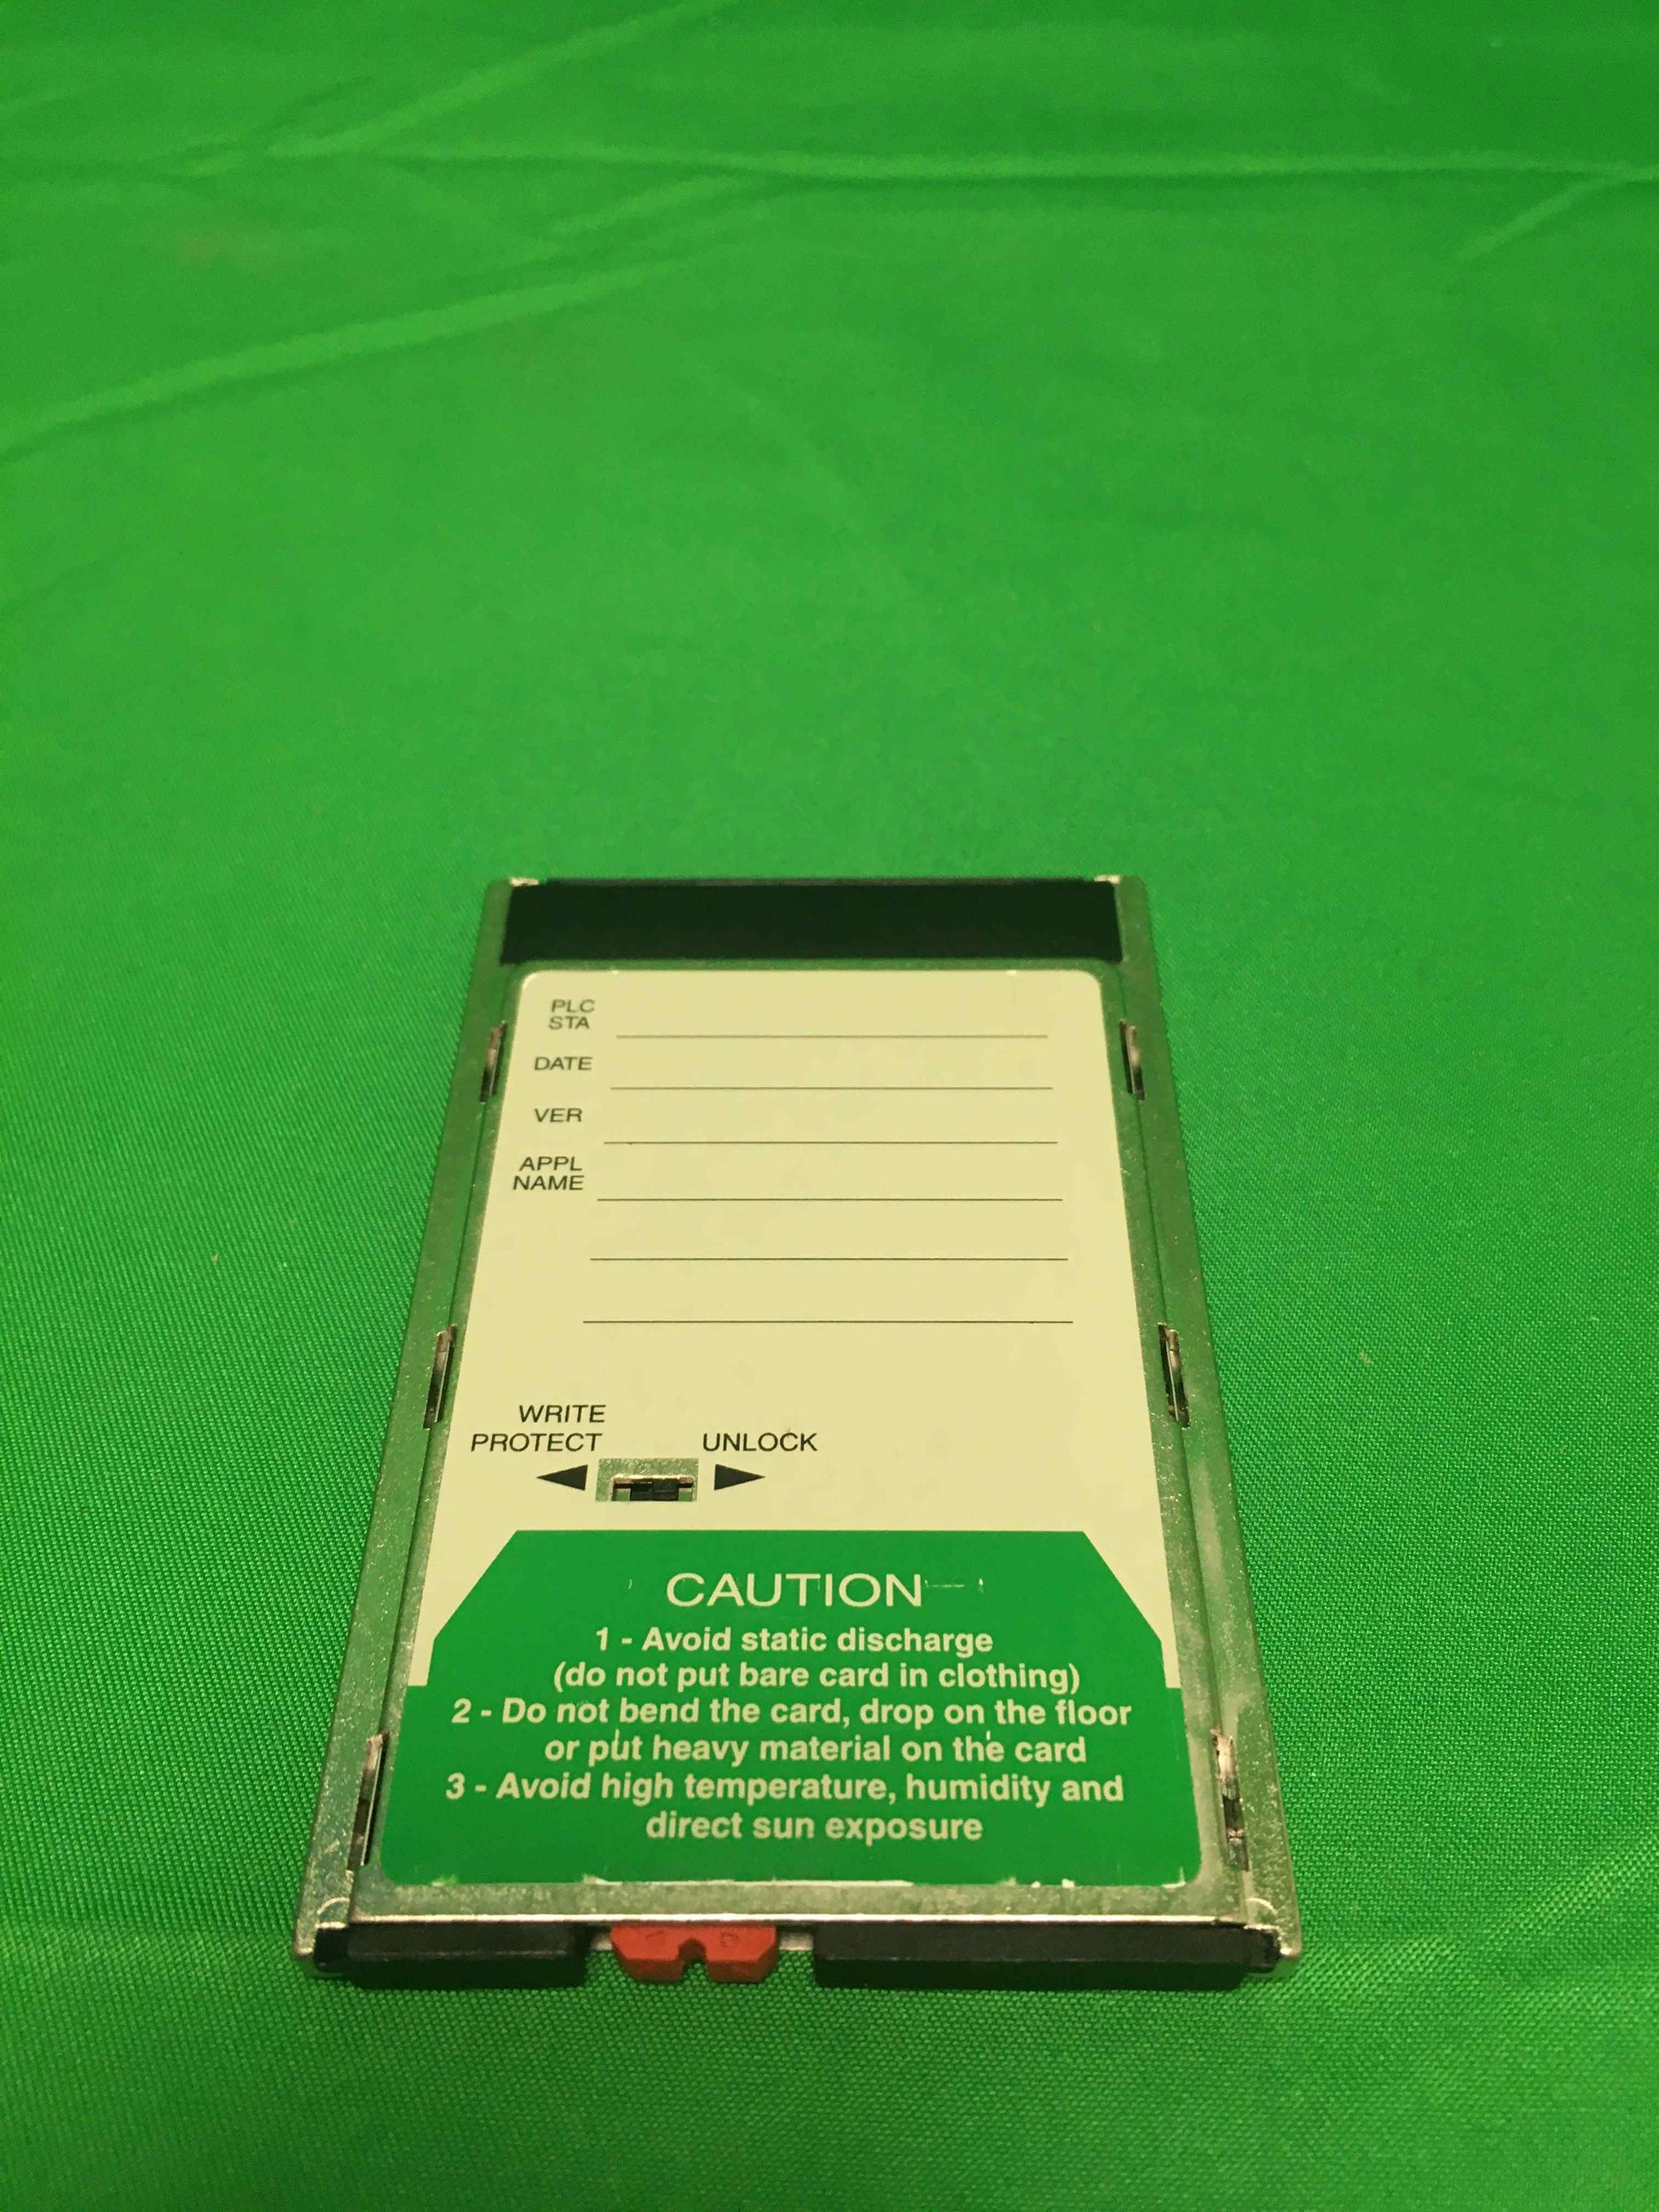 PLC
STA
DATE
VER
APPL
NAME
WRITE
PROTECT UNLOCK
CAUTION
1 - Avoid static discharge
(do not put bare card in clothing)
2 - Do not bend the card, drop on the floor
or put heavy material on the card
3 - Avoid high temperature, humidity and
direct sun exposure